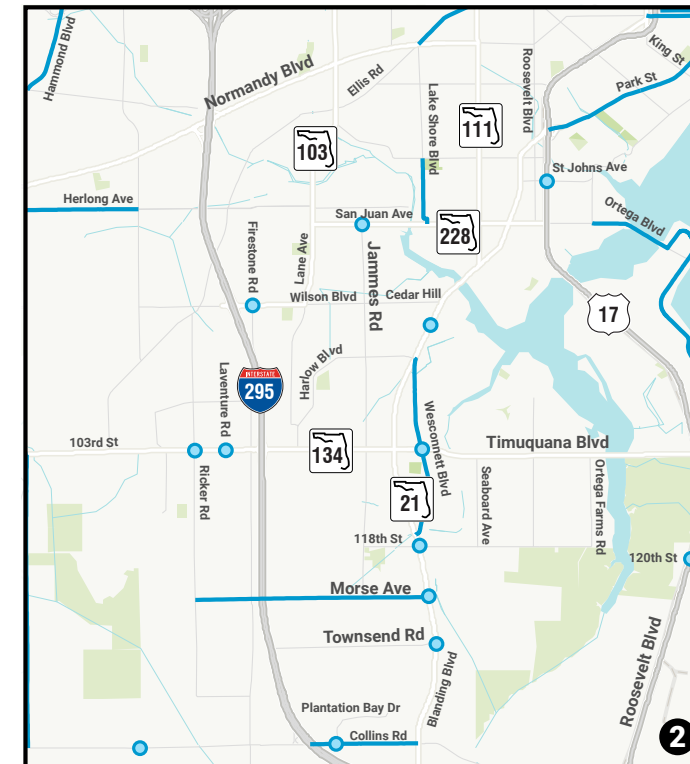 Hammond Blvd
Normandy Blvd
Ellis Rd
Lake Shore Blvd
Roosevelt Blvd
King St
Park St
111
103
St Johns Ave
Herlong Ave
San Juan Ave
Ortega Blvd
228
Firestone Rd
Lane Ave
Jammes Rd
Wilson Blvd
Cedar Hill
17
Harlow Blvd
Laventure Rd
INTERSTATE
295
Wesconnett Blvd
103rd St
134
Timuquana Blvd
Ricker Rd
21
Seaboard Ave
Ortega Farms Rd
118th St
120th St
Morse Ave
Townsend Rd
Roosevelt Blvd
Blanding Blvd
Plantation Bay Dr
Collins Rd
2